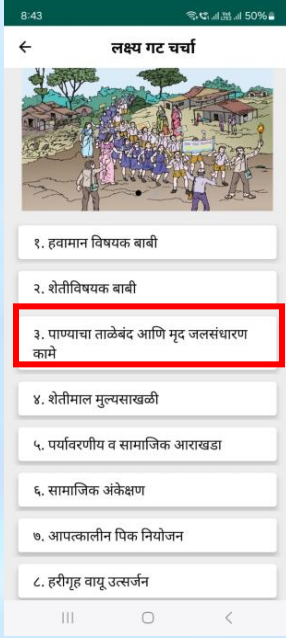 8:43 50%
लक्ष्य गट चर्चा
१. हवामान विषयक बाबी
२. शेतीविषयक बाबी
३. पाण्याचा ताळेबंद आणि मृद जलसंधारण
कामे
४. शेतीमाल मुल्यसाखळी
५. पर्यावरणीय व सामाजिक आराखडा
६. सामाजिक अंकेक्षण
७. आपत्कालीन पिक नियोजन
८. हरीगृह वायू उत्सर्जन